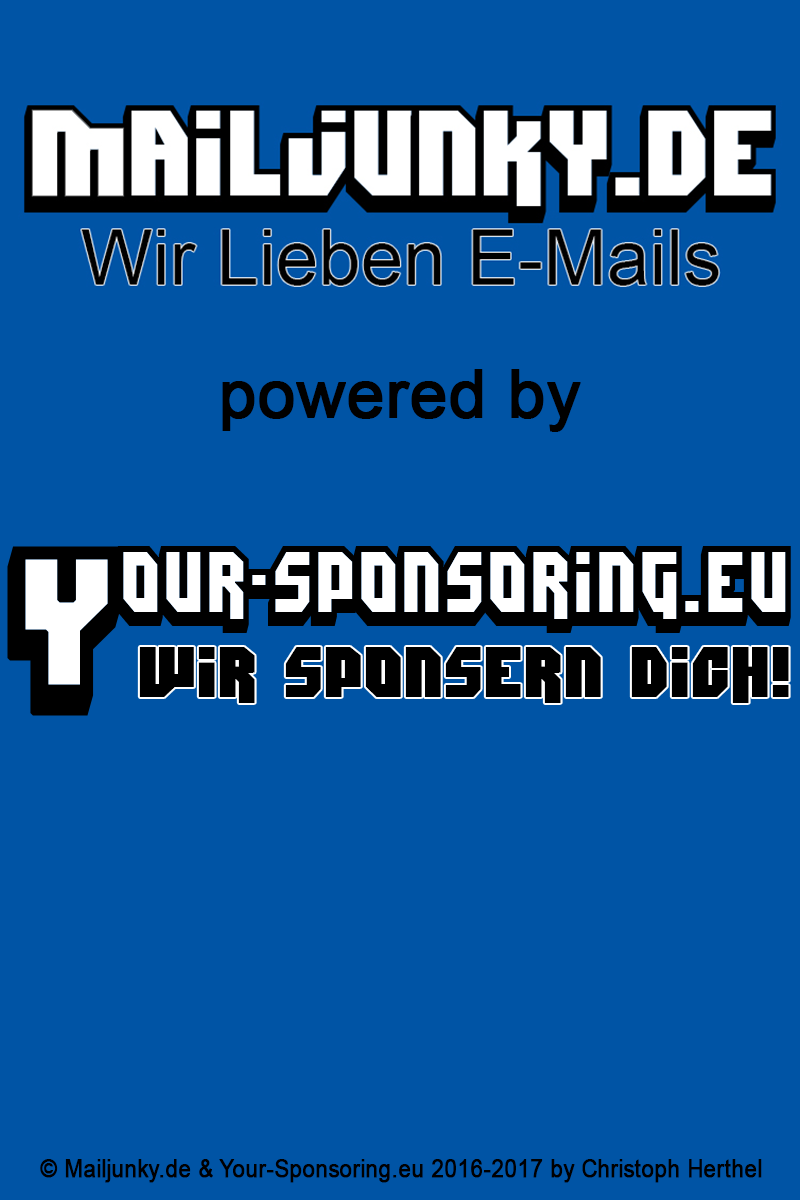 MAiLJUNKY.DE
Wir Lieben E-Mails
powered by
YOUR-SPONSORiNG.EU
WiR SPONSERN DiCH!
© Mailjunky.de & Your-Sponsoring.eu 2016-2017 by Christoph Herthel